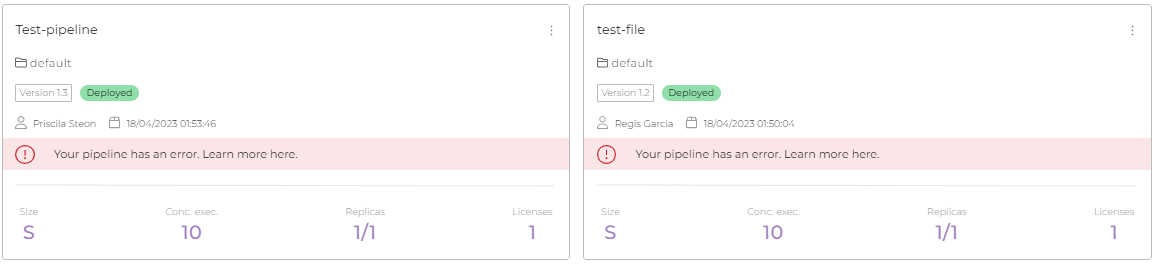 Test-pipeline
default
Version 1.3 Deployed
Priscila Steon 18/04/2023 01:53:46
Your pipeline has an error. Learn more here.
Size Conc. exec. Replicas Licenses
S 10 1/1 1
test-file
default
Version 1.2 Deployed
Regis Garcia 18/04/2023 01:50:04
Your pipeline has an error. Learn more here.
Size Conc. exec. Replicas Licenses
S 10 1/1 1